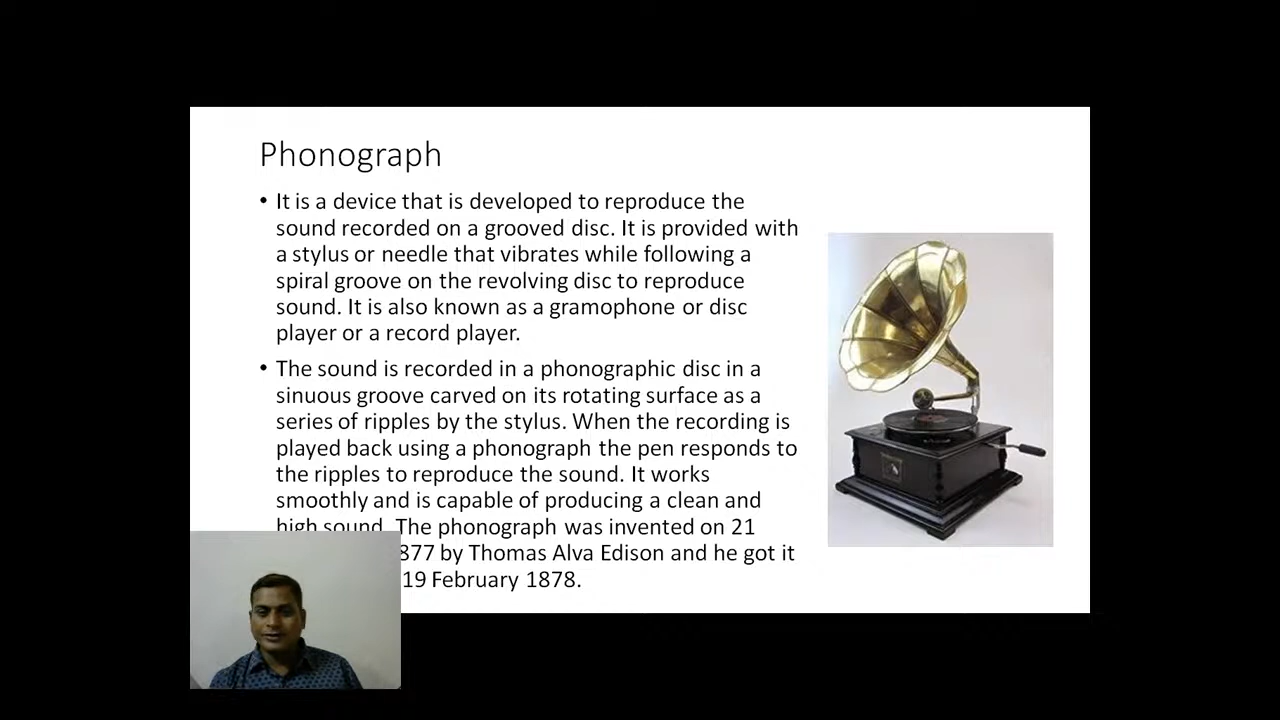 Phonograph
• It is a device that is developed to reproduce the
sound recorded on a grooved disc. It is provided with
a stylus or needle that vibrates while following a
spiral groove on the revolving disc to reproduce
sound. It is also known as a gramophone or disc
player or a record player.
• The sound is recorded in a phonographic disc in a
sinuous groove carved on its rotating surface as a
series of ripples by the stylus. When the recording is
played back using a phonograph the pen responds to
the ripples to reproduce the sound. It works
smoothly and is capable of producing a clean and
high sound. The phonograph was invented on 21
877 by Thomas Alva Edison and he got it
19 February 1878.